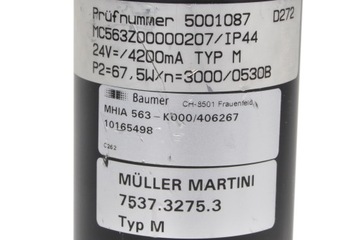 Prüfnummer 5001087 D272
MC563Z00000207/IP44
24V=/4200mA TYP M
P2=67,5W/n=3000/0530B
Baumer CH-8501 Frauenfeld
MHIA 563 - K000/406267
10165498
C262
MÜLLER MARTINI
7537.3275.3
Typ M